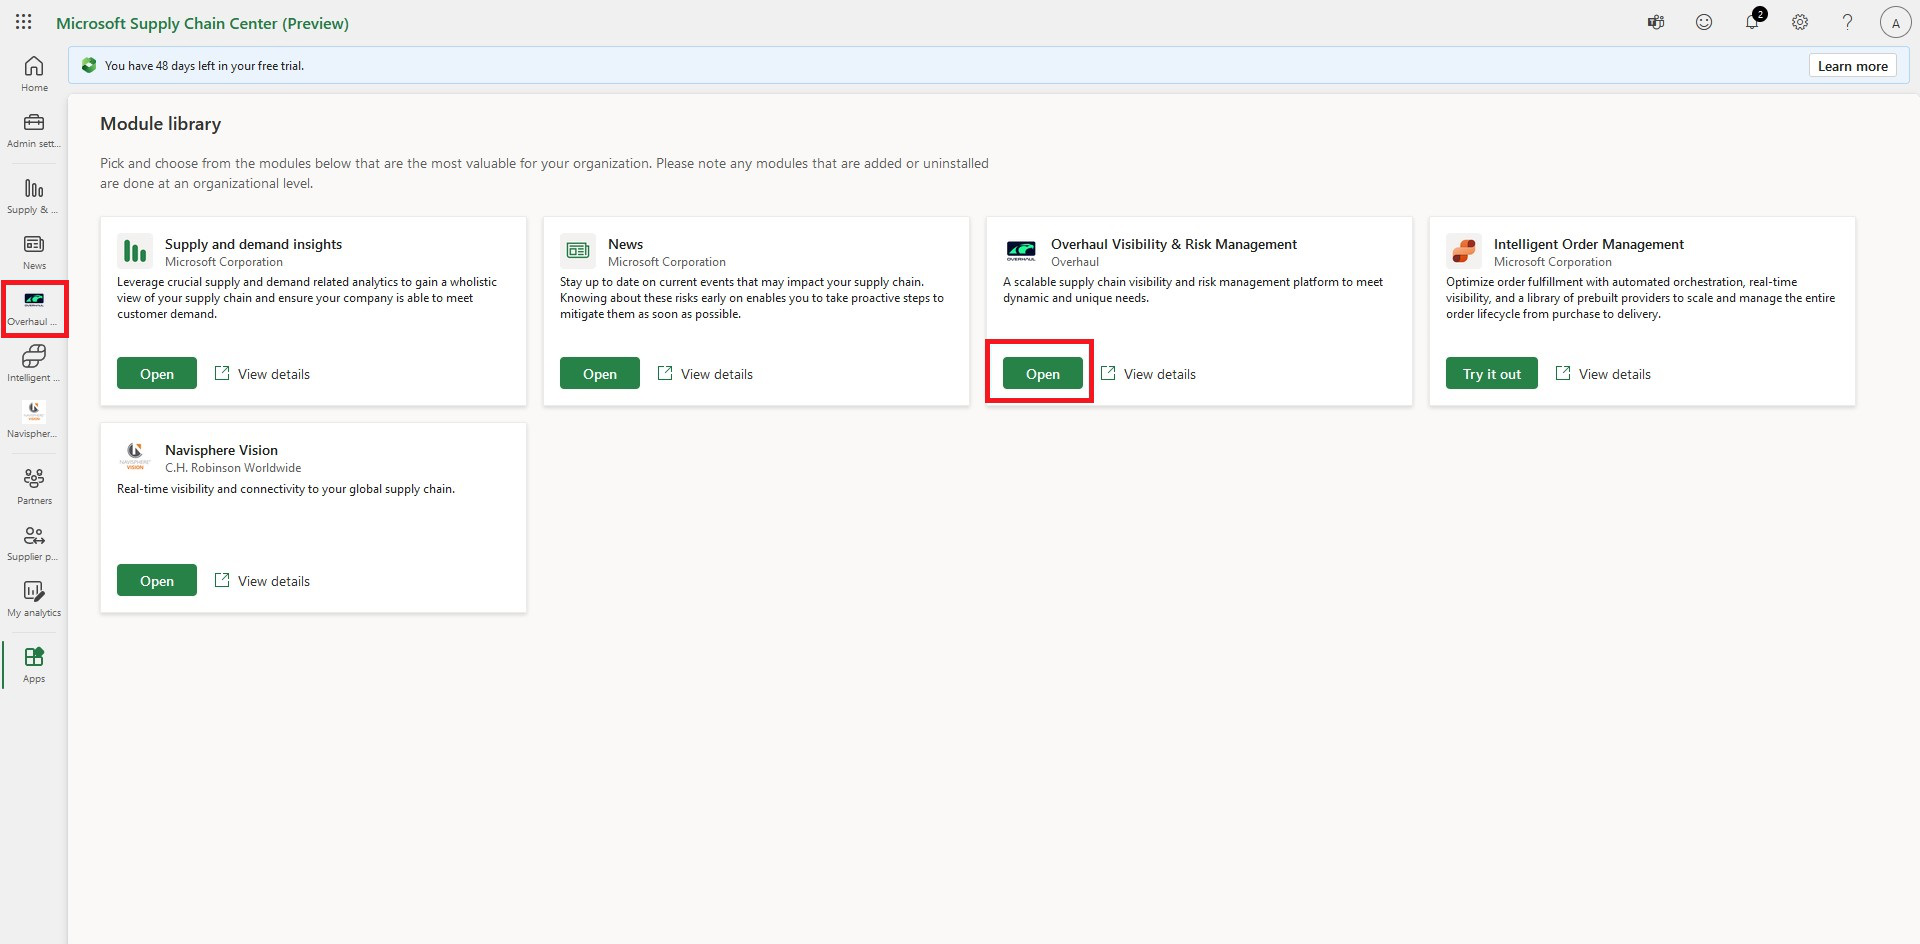 Microsoft Supply Chain Center (Preview)
2
A
You have 48 days left in your free trial.
Learn more
Home
Admin sett...
Supply & ...
News
OVERHAUL
Overhaul ...
Intelligent ...
NAVISPHERE
VISION
Navispher...
Partners
Supplier p...
My analytics
Apps
Module library
Pick and choose from the modules below that are the most valuable for your organization. Please note any modules that are added or uninstalled
are done at an organizational level.
Supply and demand insights
Microsoft Corporation
Leverage crucial supply and demand related analytics to gain a wholistic
view of your supply chain and ensure your company is able to meet
customer demand.
Open
View details
News
Microsoft Corporation
Stay up to date on current events that may impact your supply chain.
Knowing about these risks early on enables you to take proactive steps to
mitigate them as soon as possible.
Open
View details
OVERHAUL
Overhaul Visibility & Risk Management
Overhaul
A scalable supply chain visibility and risk management platform to meet
dynamic and unique needs.
Open
View details
Intelligent Order Management
Microsoft Corporation
Optimize order fulfillment with automated orchestration, real-time
visibility, and a library of prebuilt providers to scale and manage the entire
order lifecycle from purchase to delivery.
Try it out
View details
NAVISPHERE
VISION
Navisphere Vision
C.H. Robinson Worldwide
Real-time visibility and connectivity to your global supply chain.
Open
View details